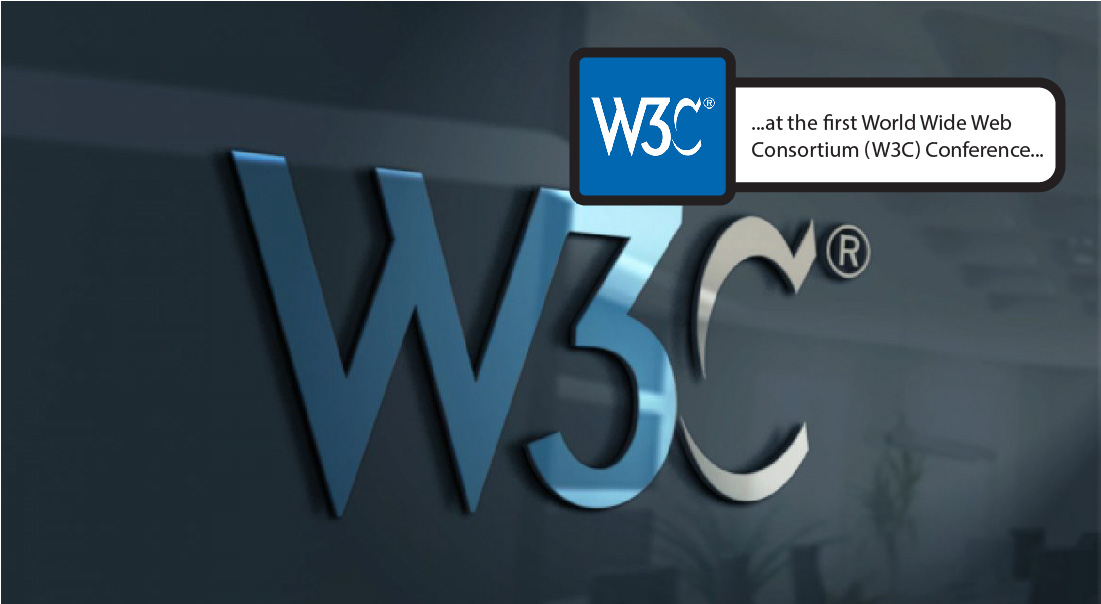 W3C®
...at the first World Wide Web
Consortium (W3C) Conference...
W3C®